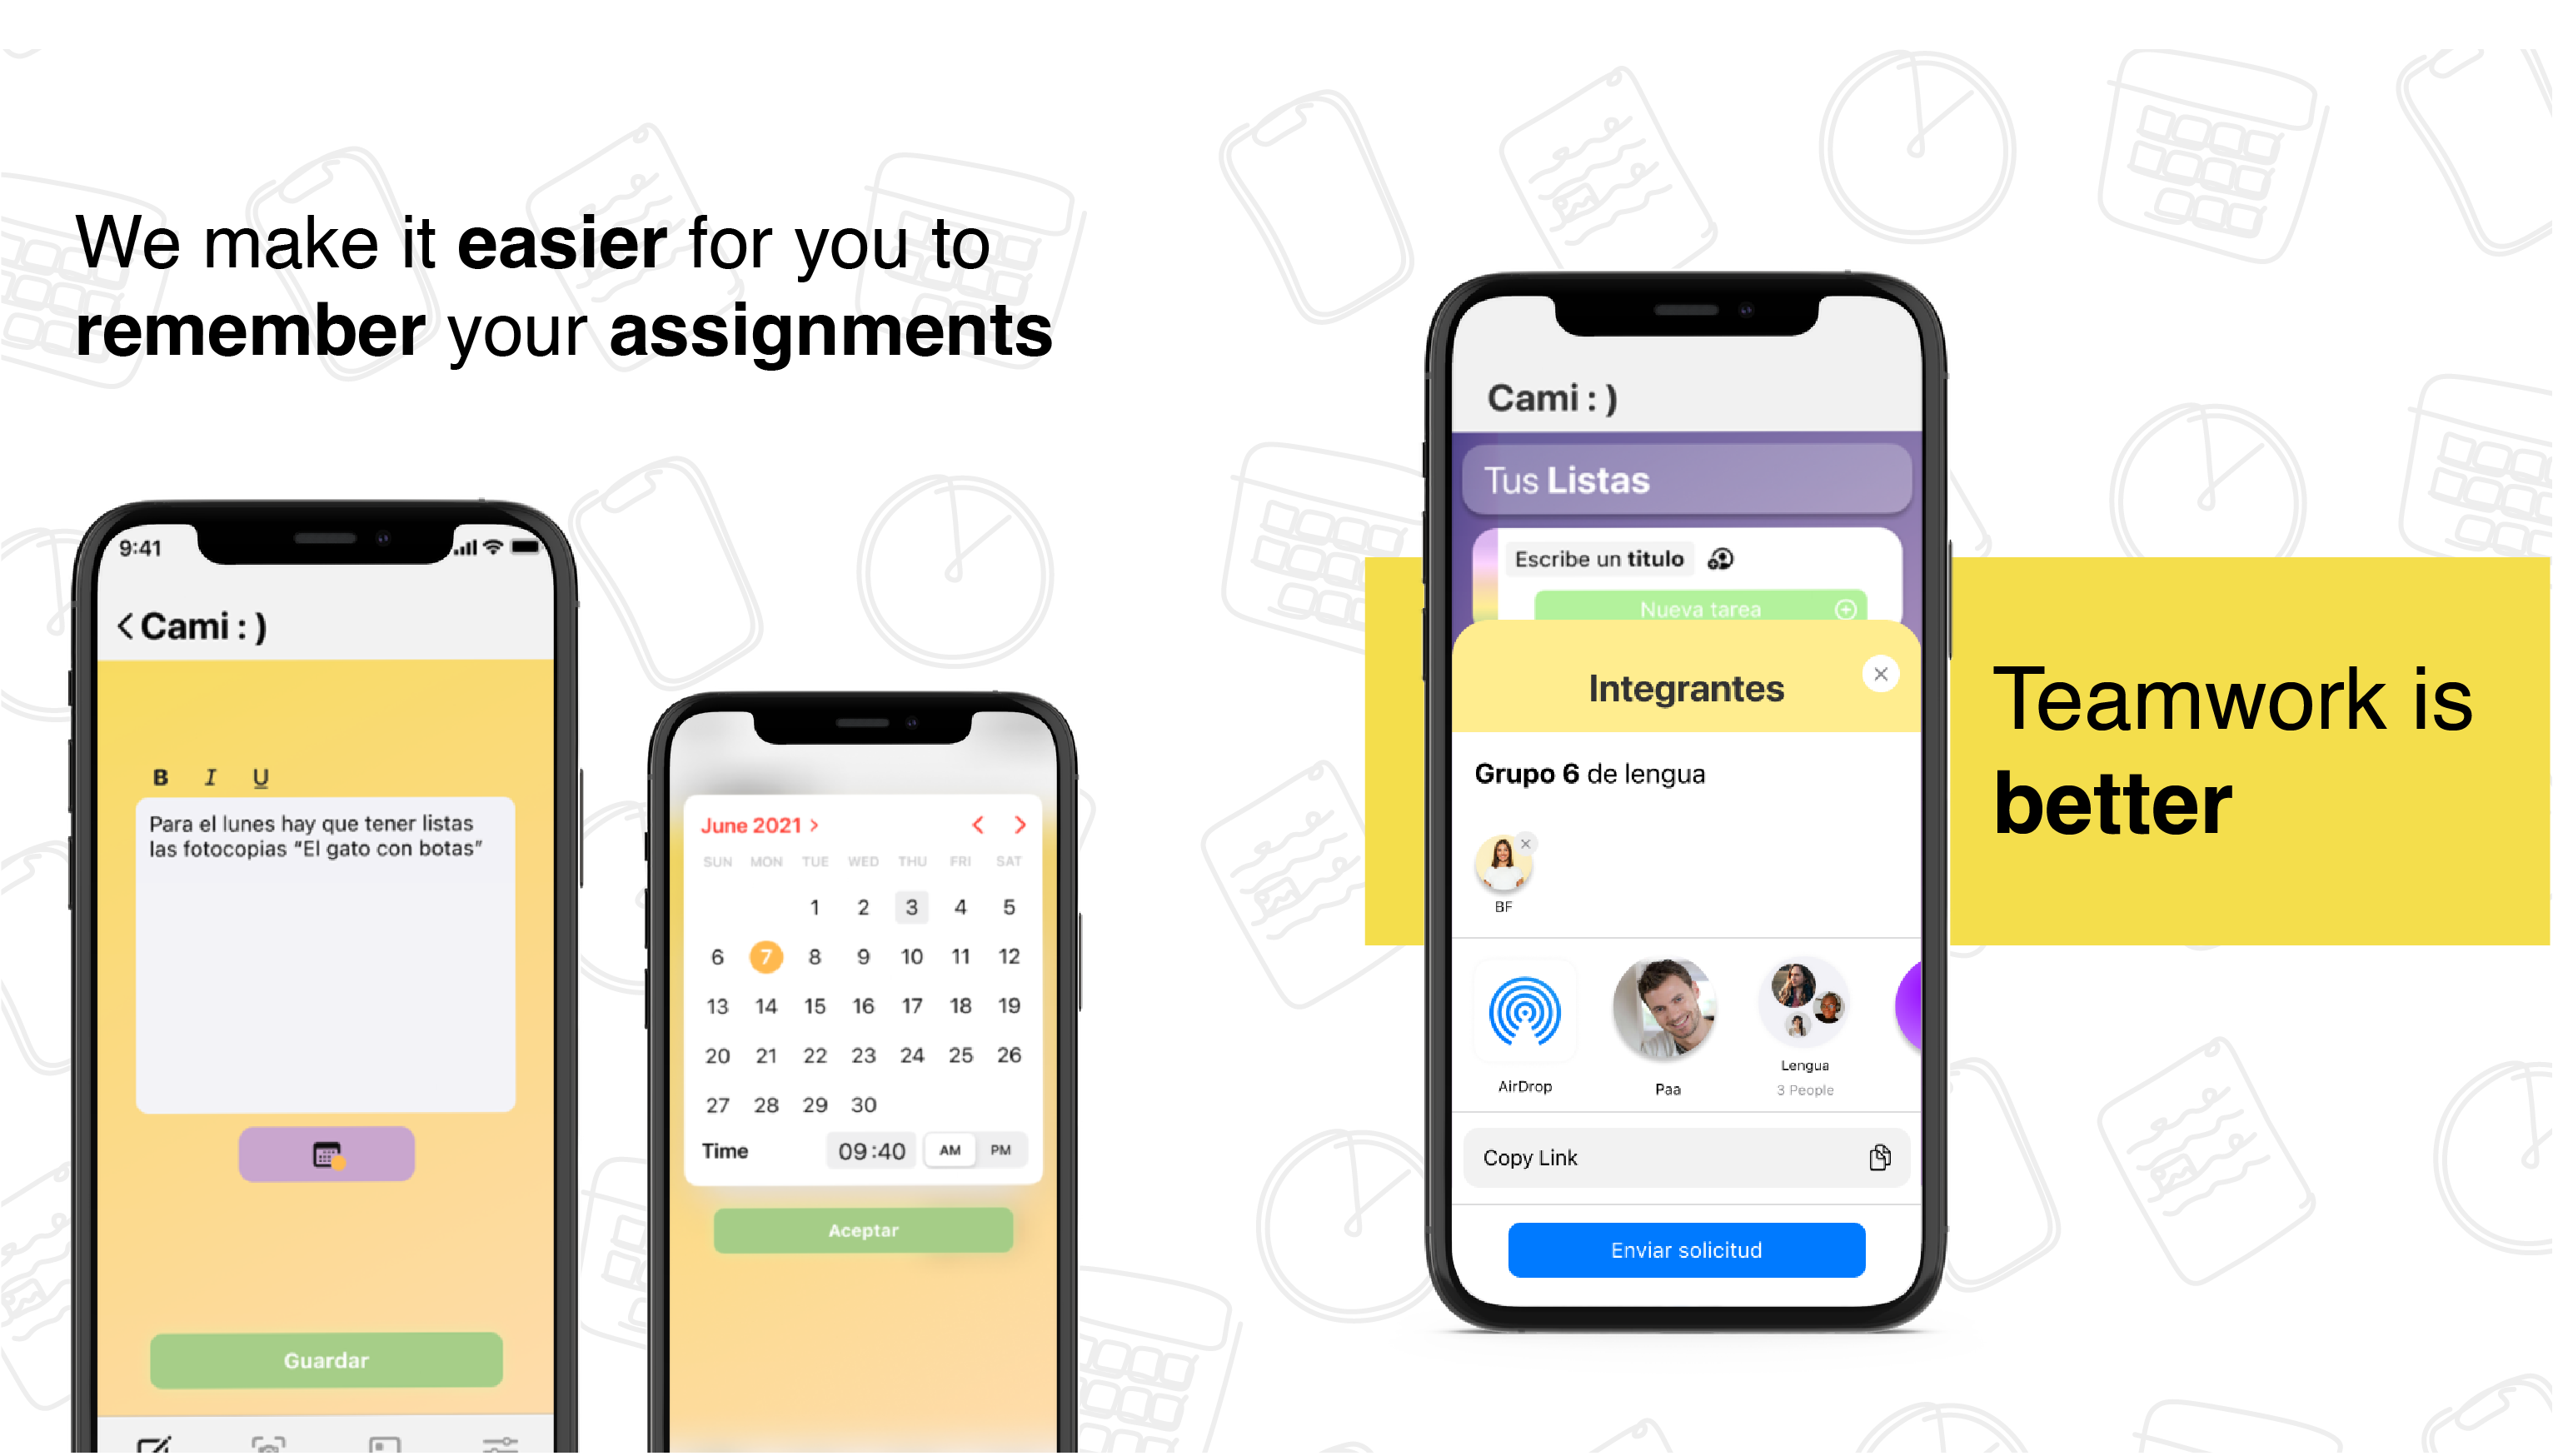 We make it easier for you to
remember your assignments
9:41
Cami : )
B I U
Para el lunes hay que tener listas
las fotocopias “El gato con botas”
Guardar
June 2021
SUN MON TUE WED THU FRI SAT
1 2 3 4 5
6 7 8 9 10 11 12
13 14 15 16 17 18 19
20 21 22 23 24 25 26
27 28 29 30
Time 09:40 AM PM
Aceptar
Cami : )
Tus Listas
Escribe un titulo
Nueva tarea
Integrantes
Grupo 6 de lengua
BF
AirDrop
Paa
Lengua
3 People
Copy Link
Enviar solicitud
Teamwork is
better